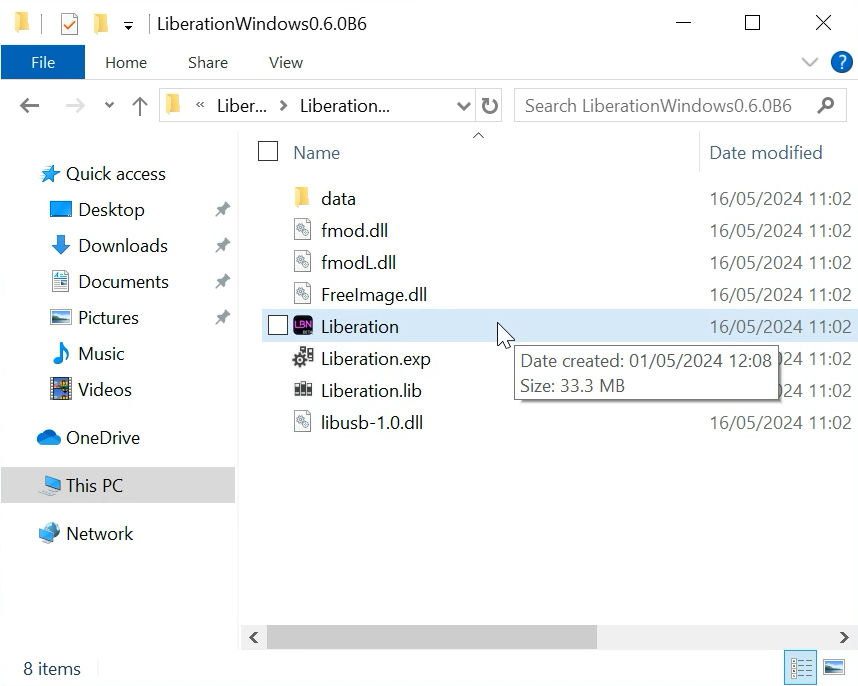 LiberationWindows0.6.0B6
File Home Share View
?
« Liber... Liberation... Search LiberationWindows0.6.0B6
Name Date modified
Quick access
Desktop
Downloads
Documents
Pictures
Music
Videos
OneDrive
This PC
Network
data 16/05/2024 11:02
fmod.dll 16/05/2024 11:02
fmodL.dll 16/05/2024 11:02
FreeImage.dll 16/05/2024 11:02
LBN Liberation 16/05/2024 11:02
Liberation.exp 024 11:02
Liberation.lib 024 11:02
libusb-1.0.dll 16/05/2024 11:02
Date created: 01/05/2024 12:08
Size: 33.3 MB
8 items